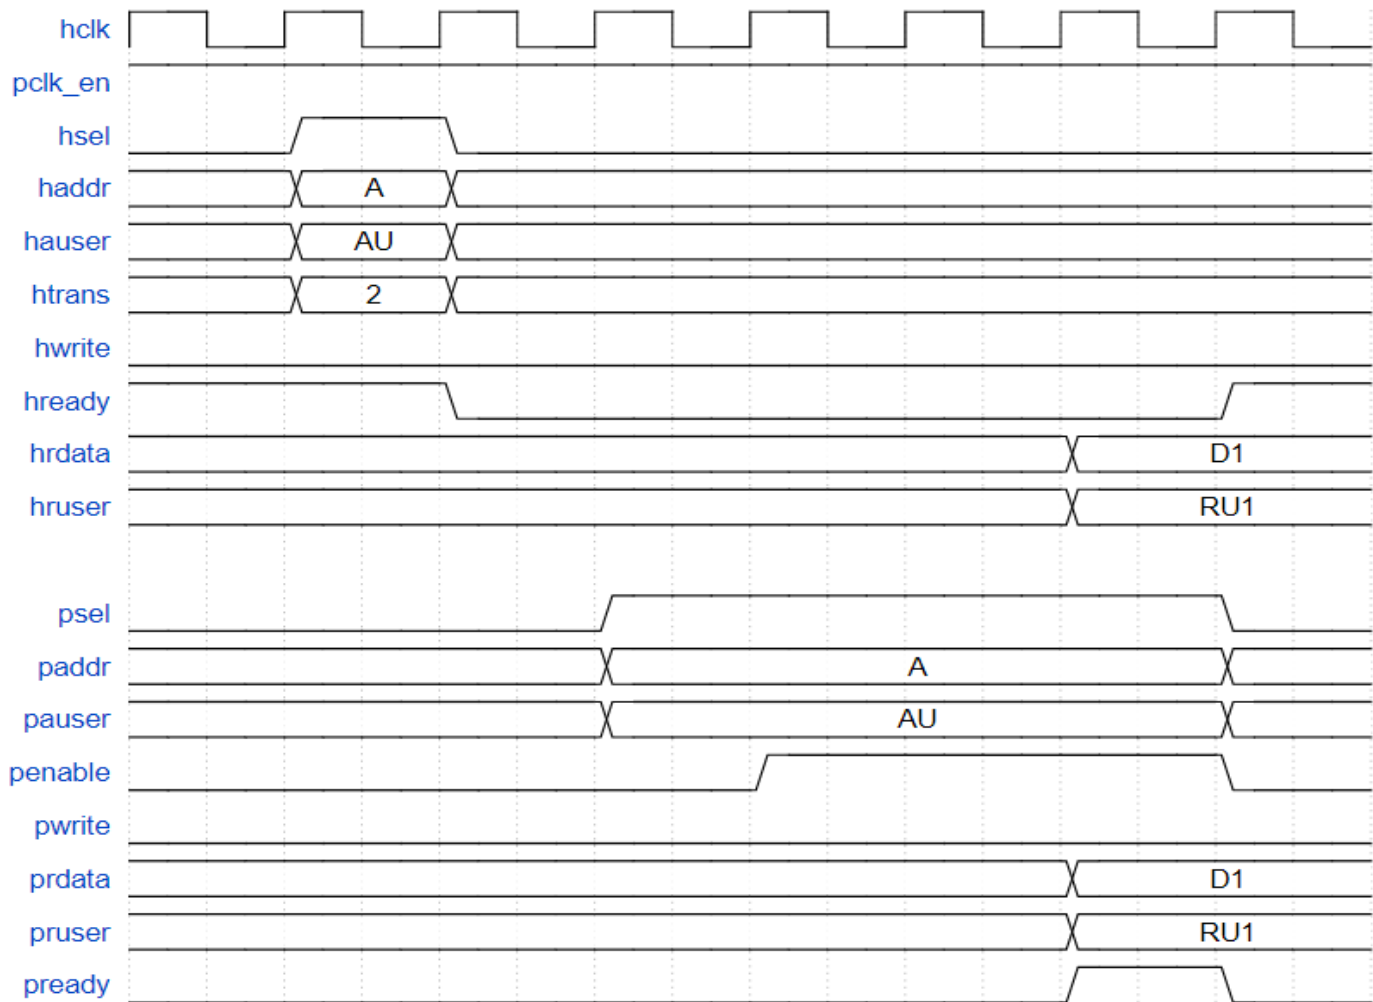 hclk
pclk_en
hsel
haddr A
hauser AU
htrans 2
hwrite
hready
hrdata D1
hruser RU1
psel
paddr A
pauser AU
penable
pwrite
prdata D1
pruser RU1
pready